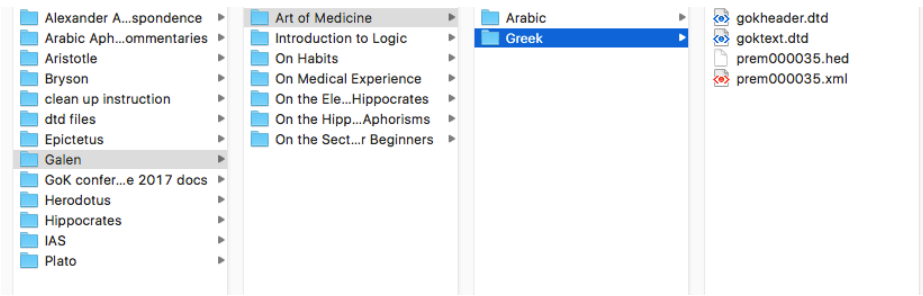 Alexander A...spondence
Arabic Aph...ommentaries
Aristotle
Bryson
clean up instruction
dtd files
Epictetus
Galen
GoK confer...e 2017 docs
Herodotus
Hippocrates
IAS
Plato
Art of Medicine
Introduction to Logic
On Habits
On Medical Experience
On the Ele...Hippocrates
On the Hipp...Aphorisms
On the Sect...r Beginners
Arabic
Greek
gokheader.dtd
goktext.dtd
prem000035.hed
prem000035.xml